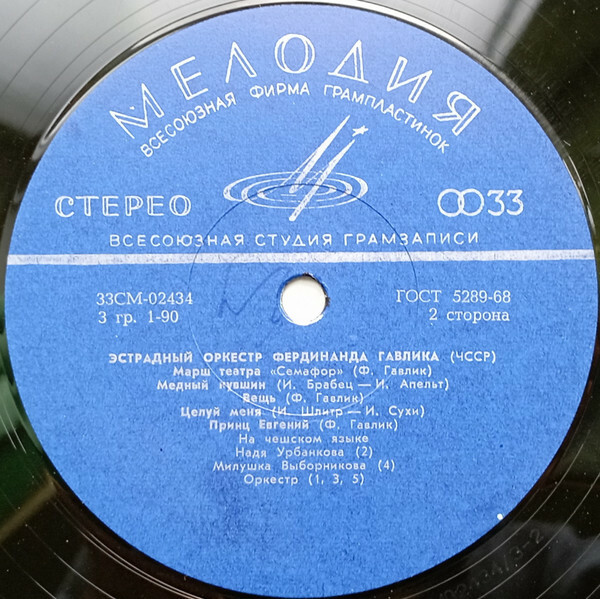 МЕЛОДИЯ
ВСЕСОЮЗНАЯ ФИРМА ГРАМПЛАСТИНОК
СТЕРЕО
33
ВСЕСОЮЗНАЯ СТУДИЯ ГРАМЗАПИСИ
33СМ-02434
ГОСТ 5289-68
3 гр. 1-90
2 сторона
ЭСТРАДНЫЙ ОРКЕСТР ФЕРДИНАНДА ГАВЛИКА (ЧССР)
Марш театра «Семафор» (Ф. Гавлик)
Медный кувшин (И. Брабец — И. Апельт)
Вещь (Ф. Гавлик)
Целуй меня (И. Шлитр — И. Сухи)
Принц Евгений (Ф. Гавлик)
На чешском языке
Надя Урбанкова (2)
Милушка Выборникова (4)
Оркестр (1, 3, 5)